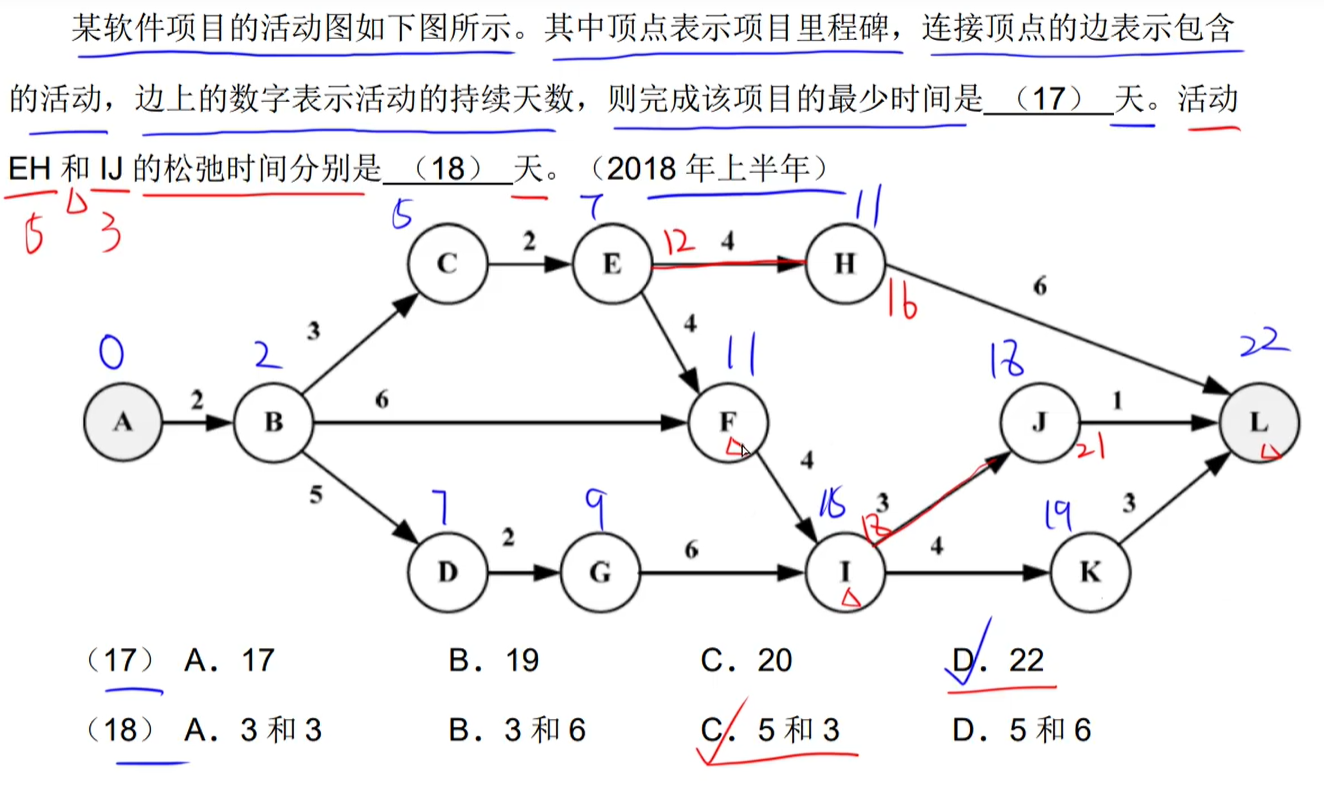 某软件项目的活动图如下图所示。其中顶点表示项目里程碑，连接顶点的边表示包含
的活动，边上的数字表示活动的持续天数，则完成该项目的最少时间是（17）天。活动
EH 和 IJ 的松弛时间分别是（18）天。（2018 年上半年）
5 3
5 7 11
C 2 E 12 4 H
16
3 4 6
0 2 11 18 22
A 2 B 6 F J 1 L
21
5 4
7 9 15 3 18 19 3
D 2 G 6 I 4 K
（17） A．17 B．19 C．20 D．22
（18） A．3 和 3 B．3 和 6 C．5 和 3 D．5 和 6